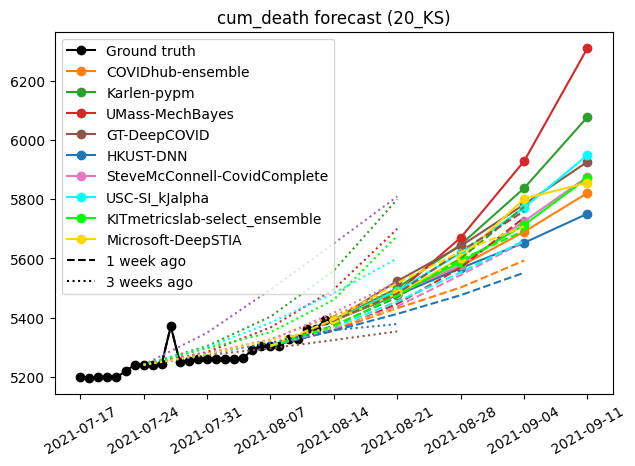 cum_death forecast (20_KS)
Ground truth
COVIDhub-ensemble
Karlen-pypm
UMass-MechBayes
GT-DeepCOVID
HKUST-DNN
SteveMcConnell-CovidComplete
USC-SI_kJalpha
KITmetricslab-select_ensemble
Microsoft-DeepSTIA
1 week ago
3 weeks ago
6200
6000
5800
5600
5400
5200
2021-07-17
2021-07-24
2021-07-31
2021-08-07
2021-08-14
2021-08-21
2021-08-28
2021-09-04
2021-09-11